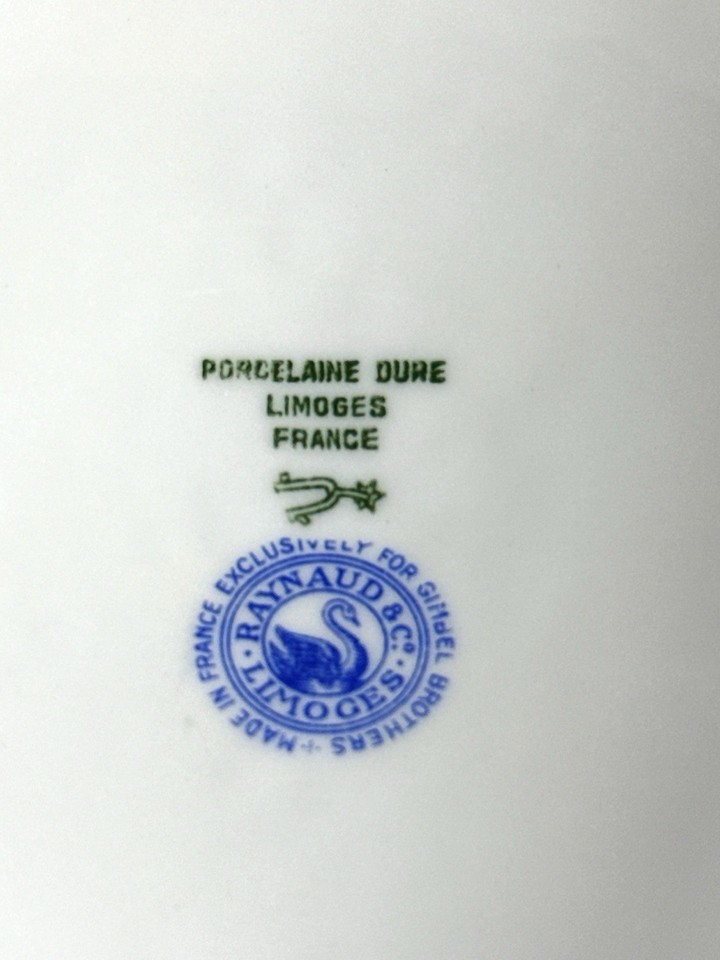 PORCELAINE DURE
LIMOGES
FRANCE
MADE IN FRANCE EXCLUSIVELY FOR GIMBEL BROTHERS
RAYNAUD & Co.
LIMOGES